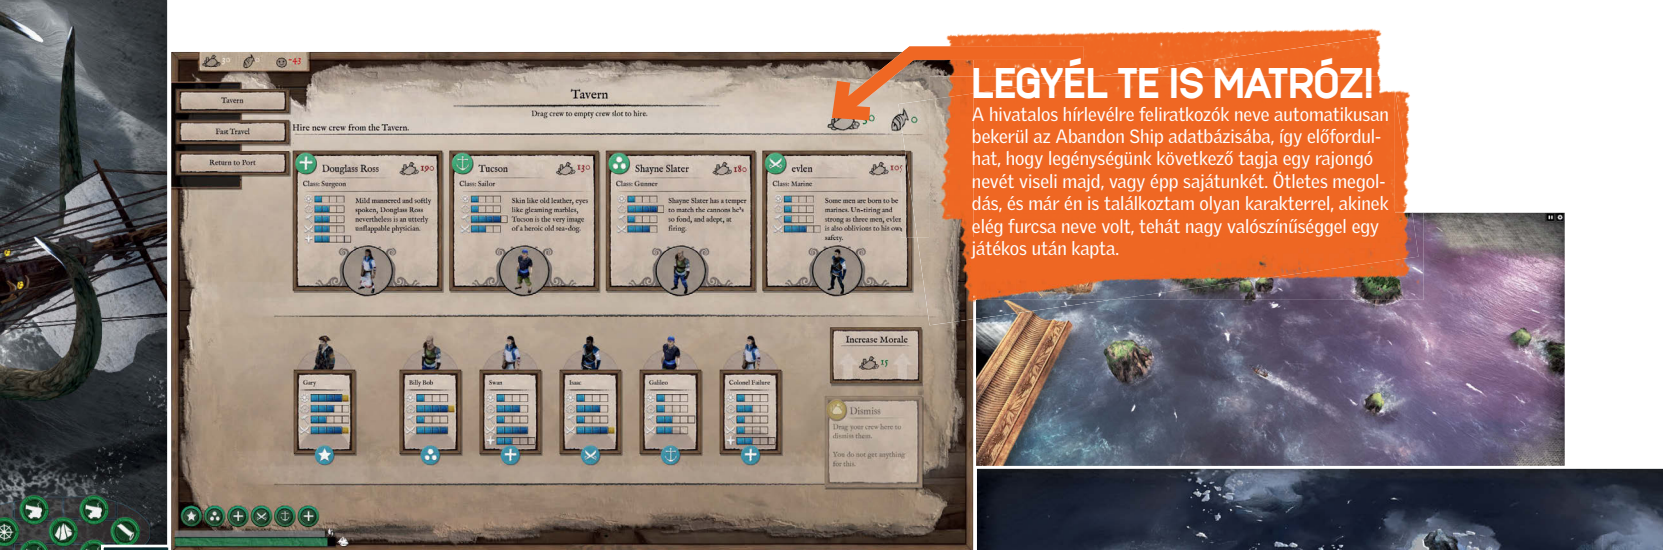 -43
Tavern
Fast Travel
Return to Port
Tavern
Drag crew to empty crew slot to hire.
Hire new crew from the Tavern.
0
Douglass Ross
190
Class: Surgeon
Mild mannered and softly
spoken, Douglass Ross
nevertheless is an utterly
unflappable physician.
Tucson
130
Class: Sailor
Skin like old leather, eyes
like gleaming marbles,
Tucson is the very image
of a heroic old sea-dog.
Shayne Slater
180
Class: Gunner
Shayne Slater has a temper
to match the cannons he's
so fond, and adept, at
firing.
evlen
105
Class: Marine
Some men are born to be
marines. Un-tiring and
strong as three men, evlen
is also oblivious to his own
safety.
Gary
Billy Bob
Swan
Isaac
Galileo
Colonel Failure
Increase Morale
15
Dismiss
Drag your crew here to
dismiss them.
You do not get anything
for this.
LEGYÉL TE IS MATRÓZ!
A hivatalos hírlevélre feliratkozók neve automatikusan
bekerül az Abandon Ship adatbázisába, így előfordul-
hat, hogy legénységünk következő tagja egy rajongó
nevét viseli majd, vagy épp sajátunkét. Ötletes megol-
dás, és már én is találkoztam olyan karakterrel, akinek
elég furcsa neve volt, tehát nagy valószínűséggel egy
játékos után kapta.